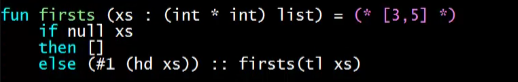 fun firsts (xs : (int * int) list) = (* [3,5] *)
    if null xs
    then []
    else (#1 (hd xs)) :: firsts(tl xs)